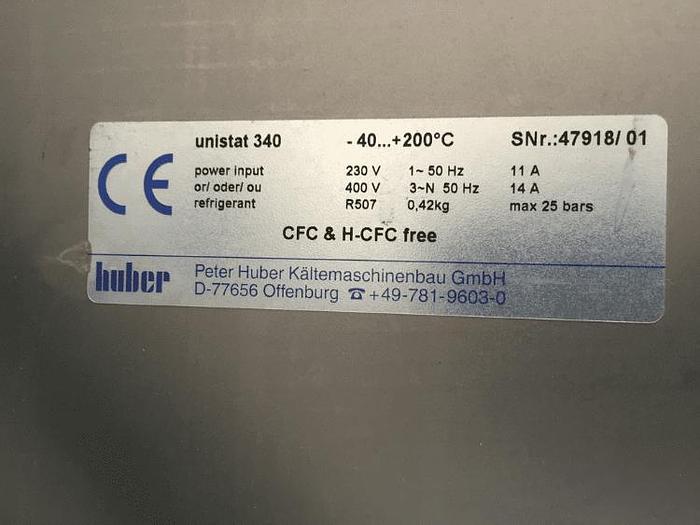 CE
unistat 340 - 40...+200°C SNr.:47918/ 01
power input 230 V 1~ 50 Hz 11 A
or/ oder/ ou 400 V 3~N 50 Hz 14 A
refrigerant R507 0,42kg max 25 bars
CFC & H-CFC free
huber Peter Huber Kältemaschinenbau GmbH
D-77656 Offenburg ☎ +49-781-9603-0